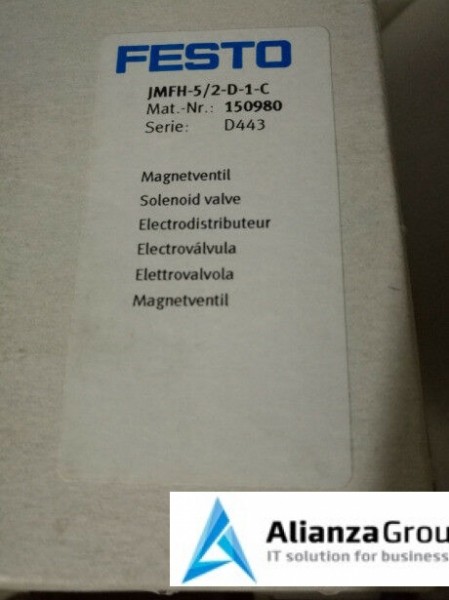 FESTO
JMFH-5/2-D-1-C
Mat.-Nr.: 150980
Serie: D443
Magnetventil
Solenoid valve
Electrodistributeur
Electroválvula
Elettrovalvola
Magnetventil
AlianzaGrou
IT solution for business